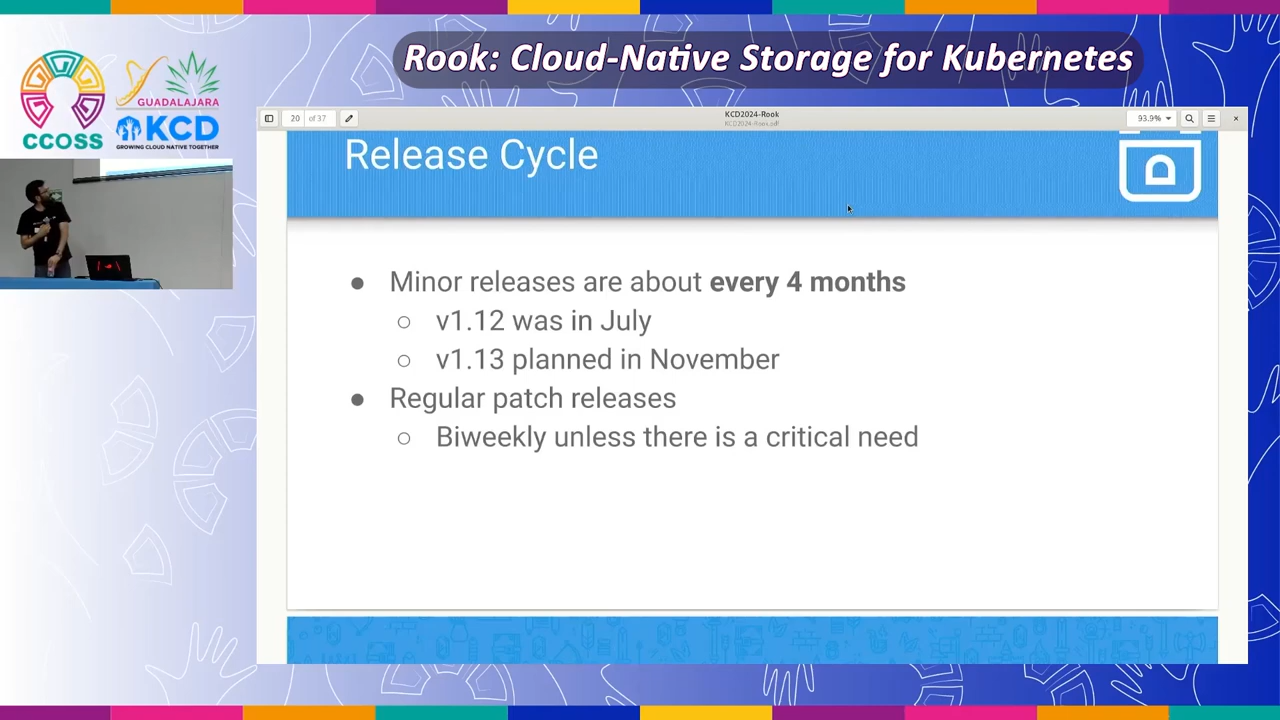 Rook: Cloud-Native Storage for Kubernetes
CCOSS
GUADALAJARA
KCD
GROWING CLOUD NATIVE TOGETHER
20 of 37
KCD2024-Rook
KCD2024-Rook.pdf
93.9%
Release Cycle
● Minor releases are about every 4 months
○ v1.12 was in July
○ v1.13 planned in November
● Regular patch releases
○ Biweekly unless there is a critical need